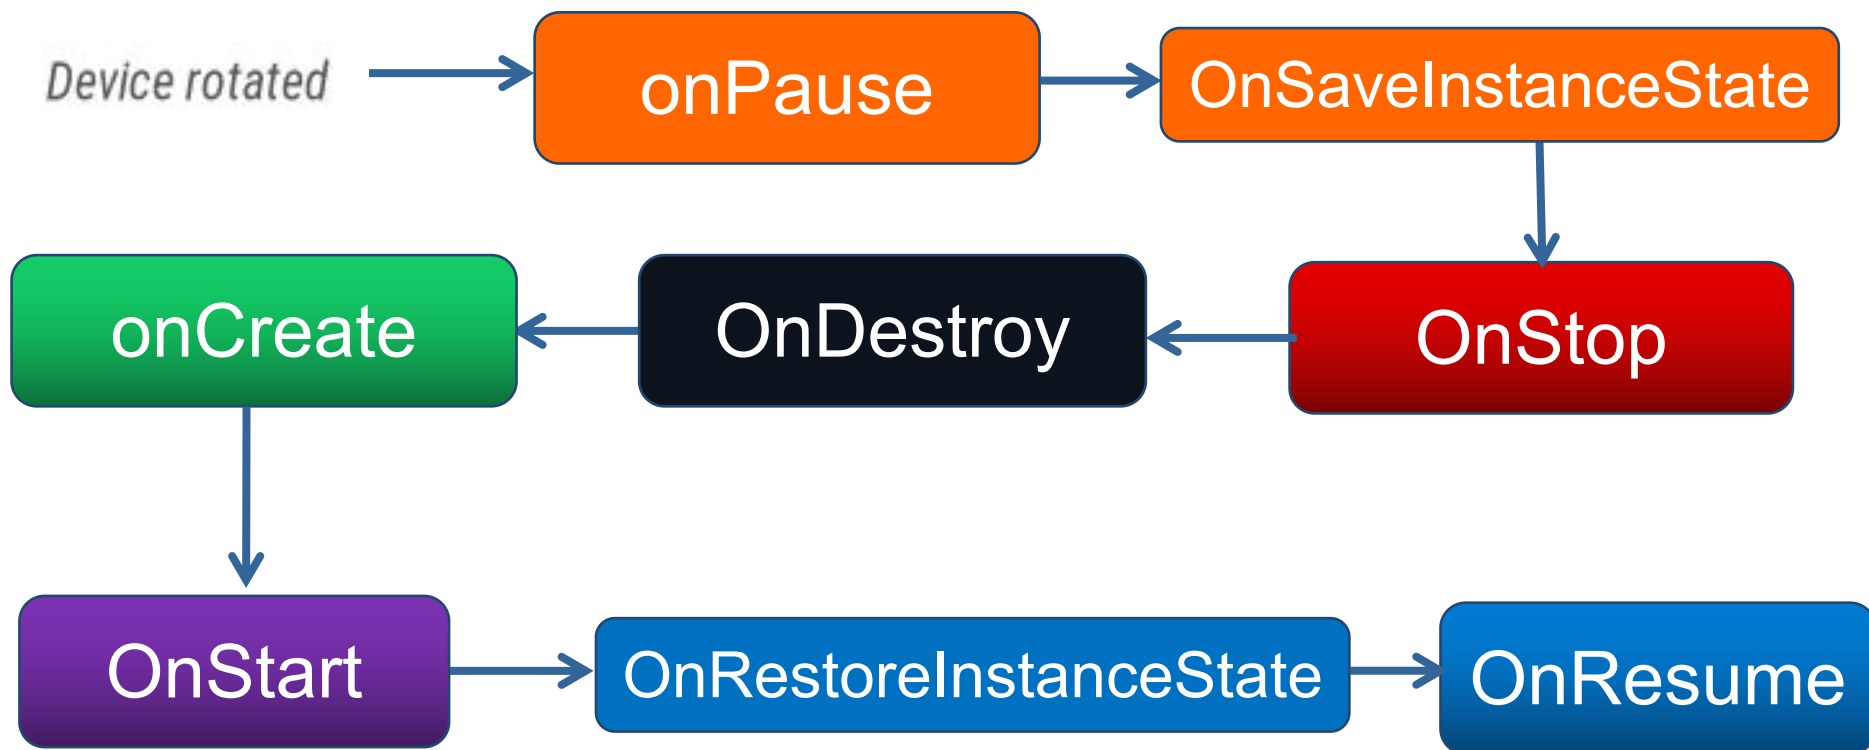 Device rotated
onPause
OnSaveInstanceState
onCreate
OnDestroy
OnStop
OnStart
OnRestoreInstanceState
OnResume